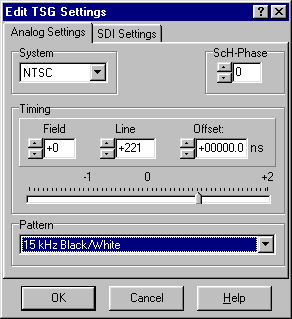 Edit TSG Settings
Analog Settings SDI Settings
System ScH-Phase
NTSC 0
Timing
Field Line Offset:
+0 +221 +00000.0 ns
-1 0 +2
Pattern
15 kHz Black/White
OK Cancel Help